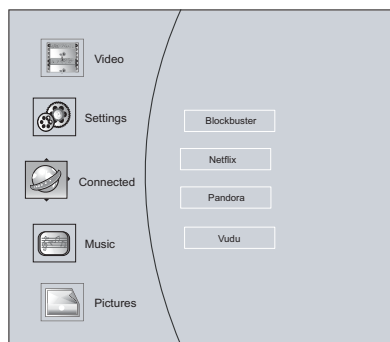 Video
Settings
Connected
Music
Pictures
Blockbuster
Netflix
Pandora
Vudu